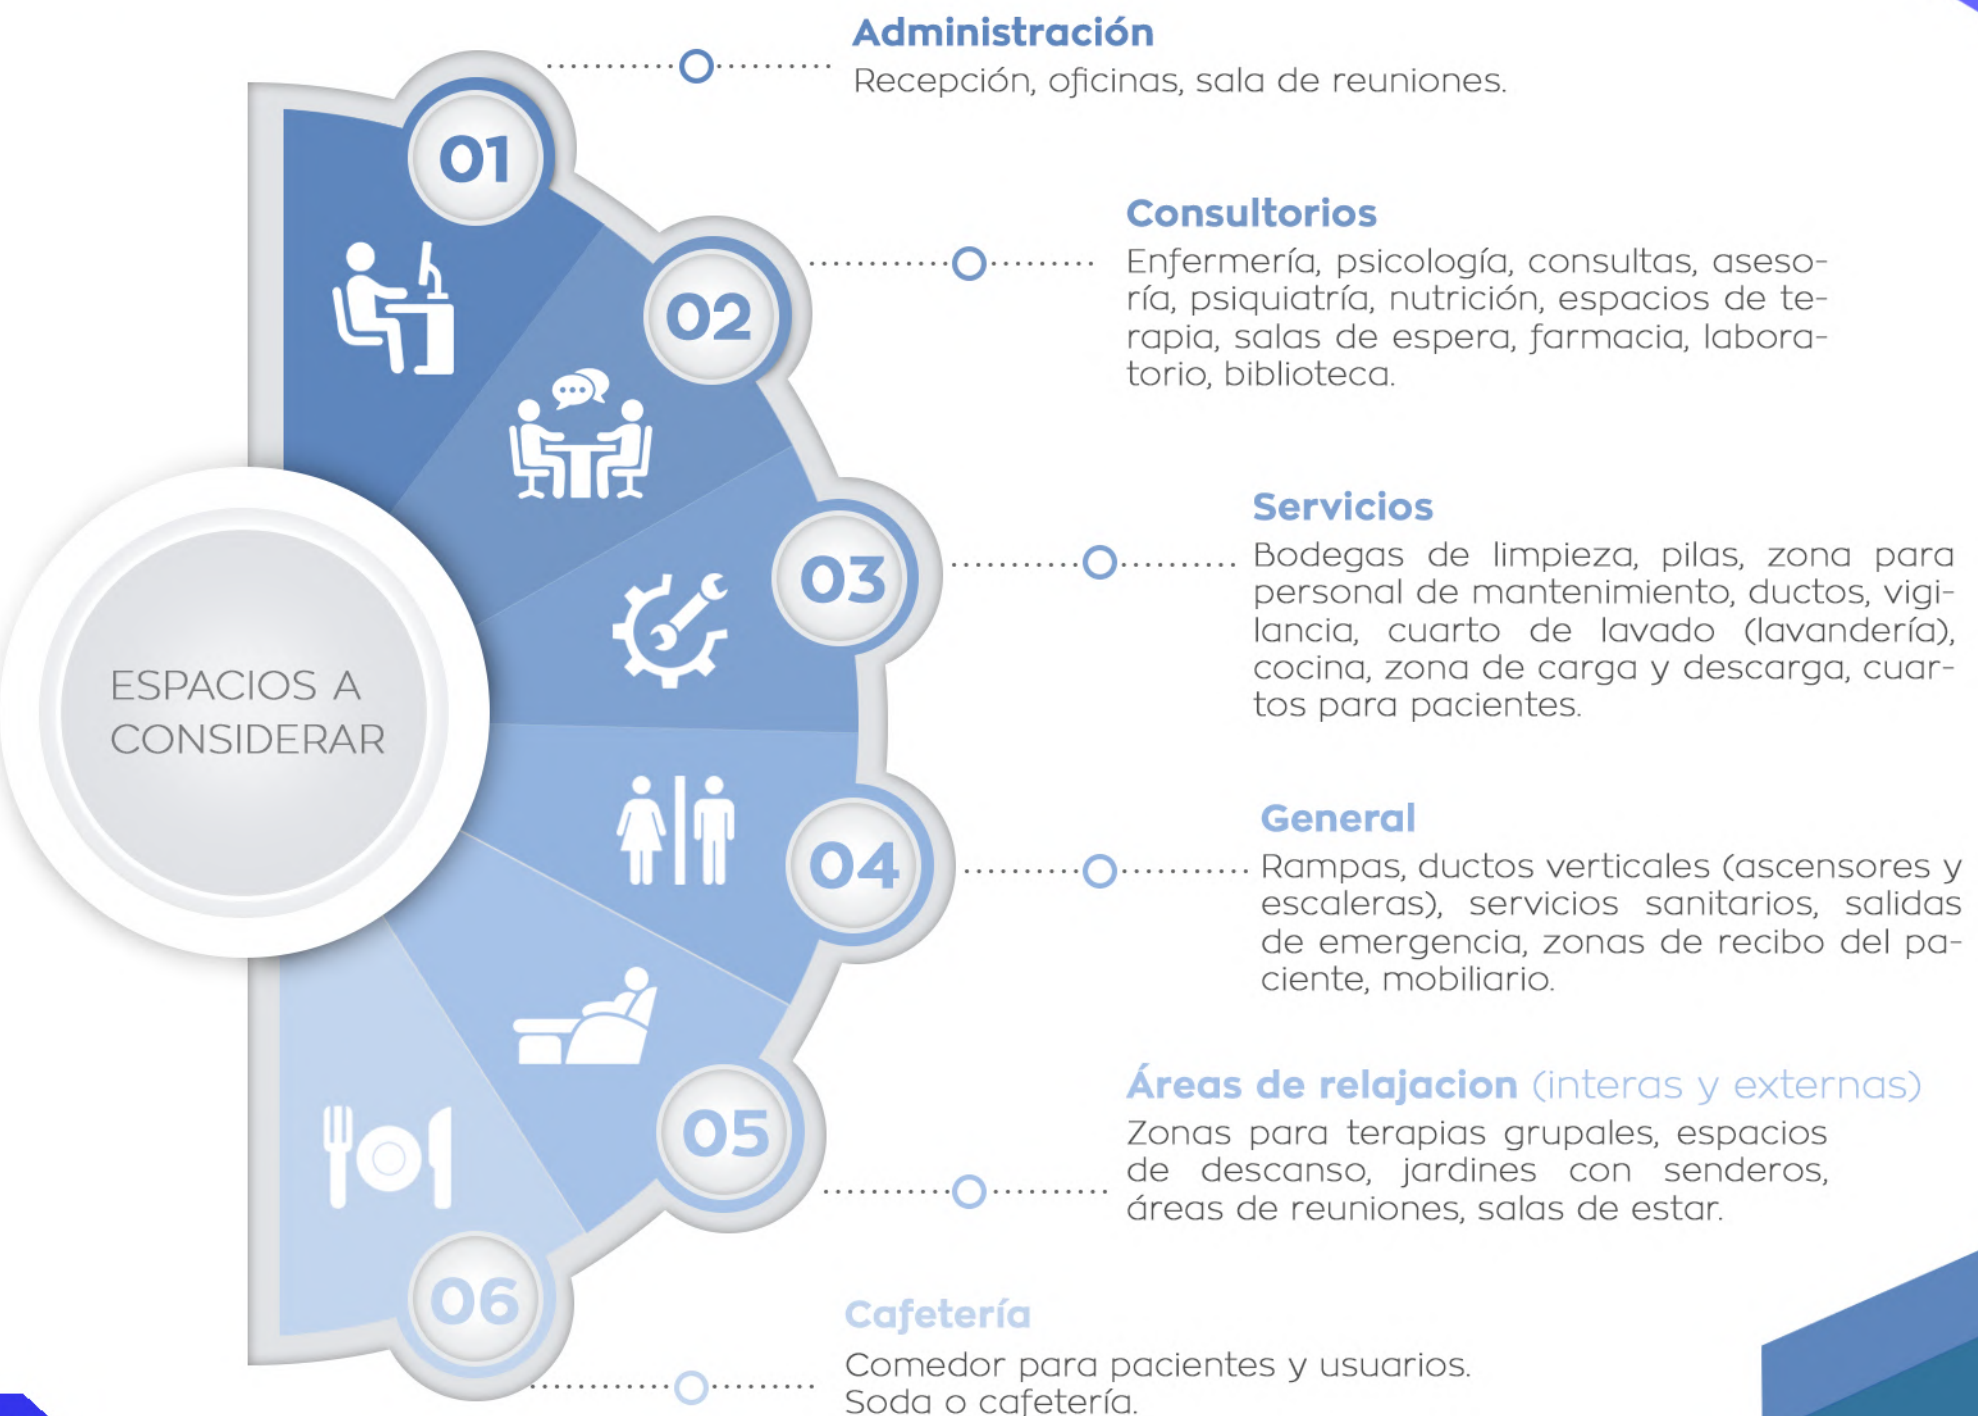 Administración
Recepción, oficinas, sala de reuniones.
01
Consultorios
Enfermería, psicología, consultas, aseso-
ría, psiquiatría, nutrición, espacios de te-
rapia, salas de espera, farmacia, labora-
torio, biblioteca.
02
Servicios
Bodegas de limpieza, pilas, zona para
personal de mantenimiento, ductos, vigi-
lancia, cuarto de lavado (lavandería),
cocina, zona de carga y descarga, cuar-
tos para pacientes.
03
ESPACIOS A
CONSIDERAR
General
Rampas, ductos verticales (ascensores y
escaleras), servicios sanitarios, salidas
de emergencia, zonas de recibo del pa-
ciente, mobiliario.
04
Áreas de relajacion (interas y externas)
Zonas para terapias grupales, espacios
de descanso, jardines con senderos,
áreas de reuniones, salas de estar.
05
06
Cafetería
Comedor para pacientes y usuarios.
Soda o cafetería.